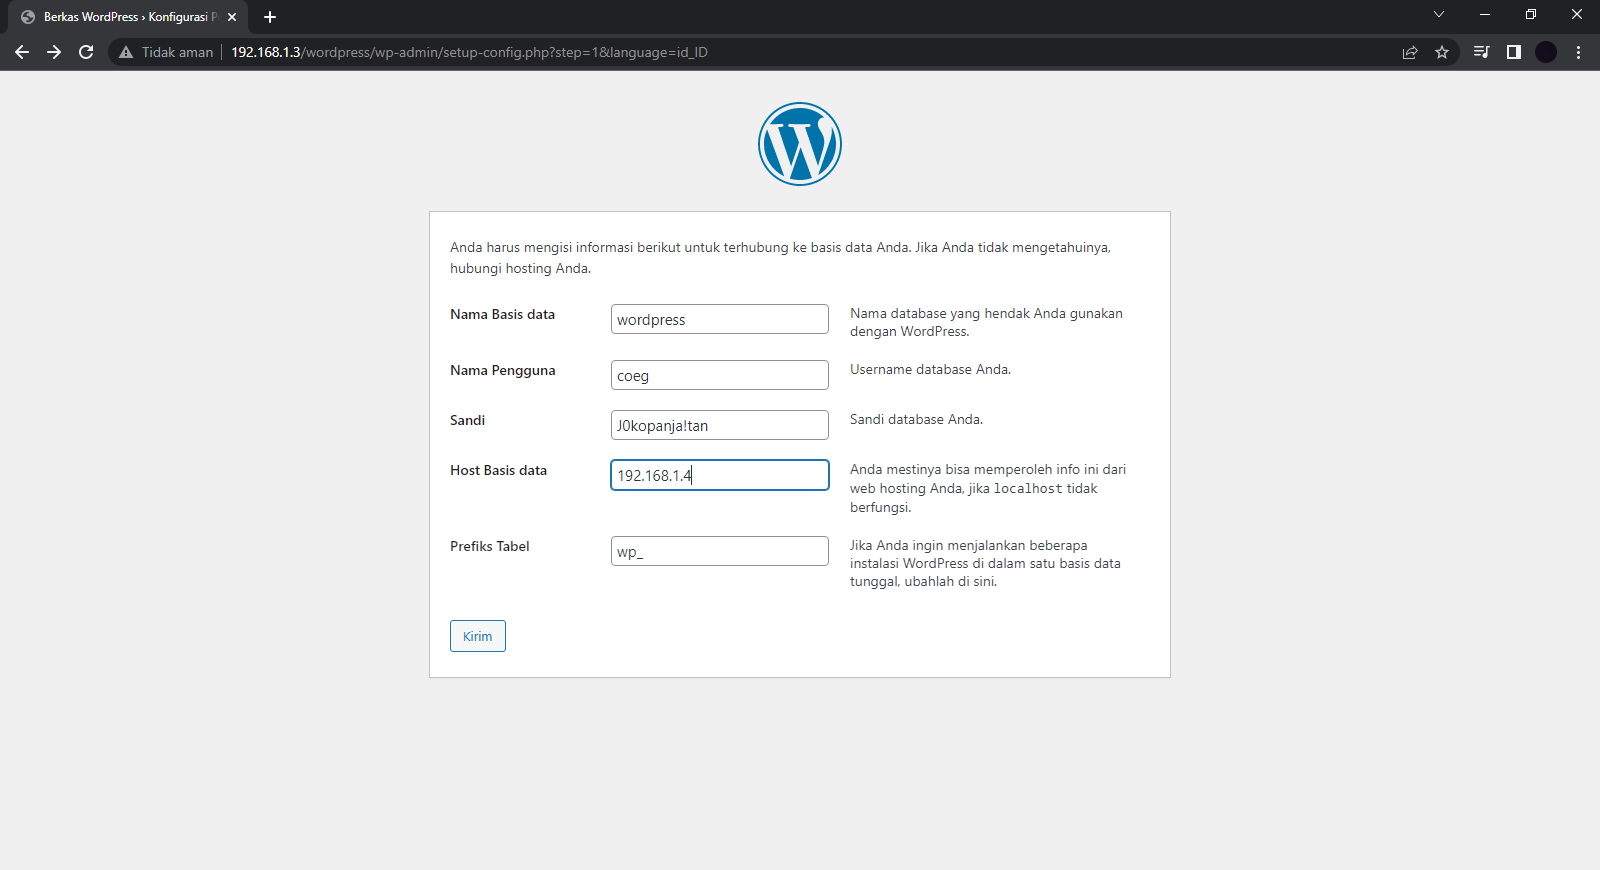 Berkas WordPress › Konfigurasi P
Tidak aman
192.168.1.3/wordpress/wp-admin/setup-config.php?step=1&language=id_ID
Anda harus mengisi informasi berikut untuk terhubung ke basis data Anda. Jika Anda tidak mengetahuinya,
hubungi hosting Anda.
Nama Basis data
wordpress
Nama database yang hendak Anda gunakan
dengan WordPress.
Nama Pengguna
coeg
Username database Anda.
Sandi
J0kopanja!tan
Sandi database Anda.
Host Basis data
192.168.1.4
Anda mestinya bisa memperoleh info ini dari
web hosting Anda, jika localhost tidak
berfungsi.
Prefiks Tabel
wp_
Jika Anda ingin menjalankan beberapa
instalasi WordPress di dalam satu basis data
tunggal, ubahlah di sini.
Kirim